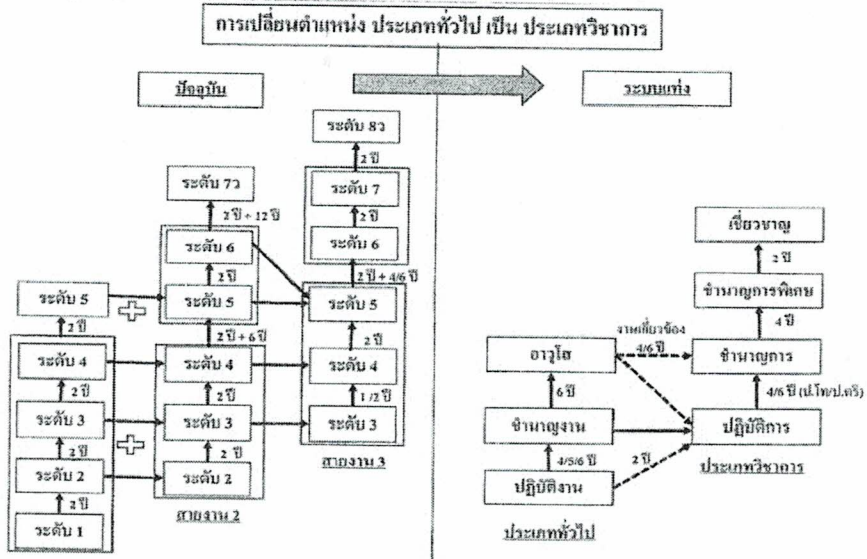 การเปลี่ยนตำแหน่ง ประเภททั่วไป เป็น ประเภทวิชาการ
ปัจจุบัน
ระบบแท่ง
ระดับ 8ว
2 ปี
ระดับ 7
2 ปี
ระดับ 6
2 ปี + 4/6 ปี
ระดับ 5
2 ปี
ระดับ 4
1 /2 ปี
ระดับ 3
สายงาน 3
ระดับ 7ว
2 ปี + 12 ปี
ระดับ 6
2 ปี
ระดับ 5
2 ปี + 6 ปี
ระดับ 4
2 ปี
ระดับ 3
2 ปี
ระดับ 2
สายงาน 2
ระดับ 5
2 ปี
ระดับ 4
2 ปี
ระดับ 3
2 ปี
ระดับ 2
2 ปี
ระดับ 1
เชี่ยวชาญ
2 ปี
ชำนาญการพิเศษ
4 ปี
ชำนาญการ
4/6 ปี (ป.โท/ป.ตรี)
ปฏิบัติการ
ประเภทวิชาการ
งานเกี่ยวข้อง
4/6 ปี
อาวุโส
6 ปี
ชำนาญงาน
4/5/6 ปี
2 ปี
ปฏิบัติงาน
ประเภททั่วไป